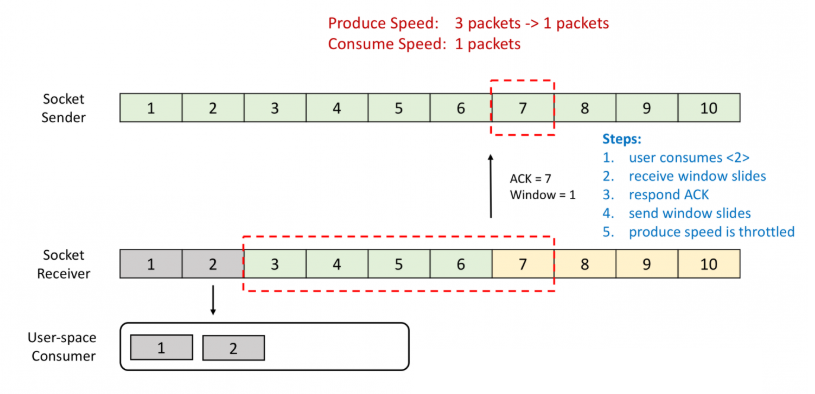 Produce Speed: 3 packets -> 1 packets
Consume Speed: 1 packets
Socket
Sender
1 2 3 4 5 6 7 8 9 10
ACK = 7
Window = 1
Steps:
1. user consumes <2>
2. receive window slides
3. respond ACK
4. send window slides
5. produce speed is throttled
Socket
Receiver
1 2 3 4 5 6 7 8 9 10
User-space
Consumer
1 2